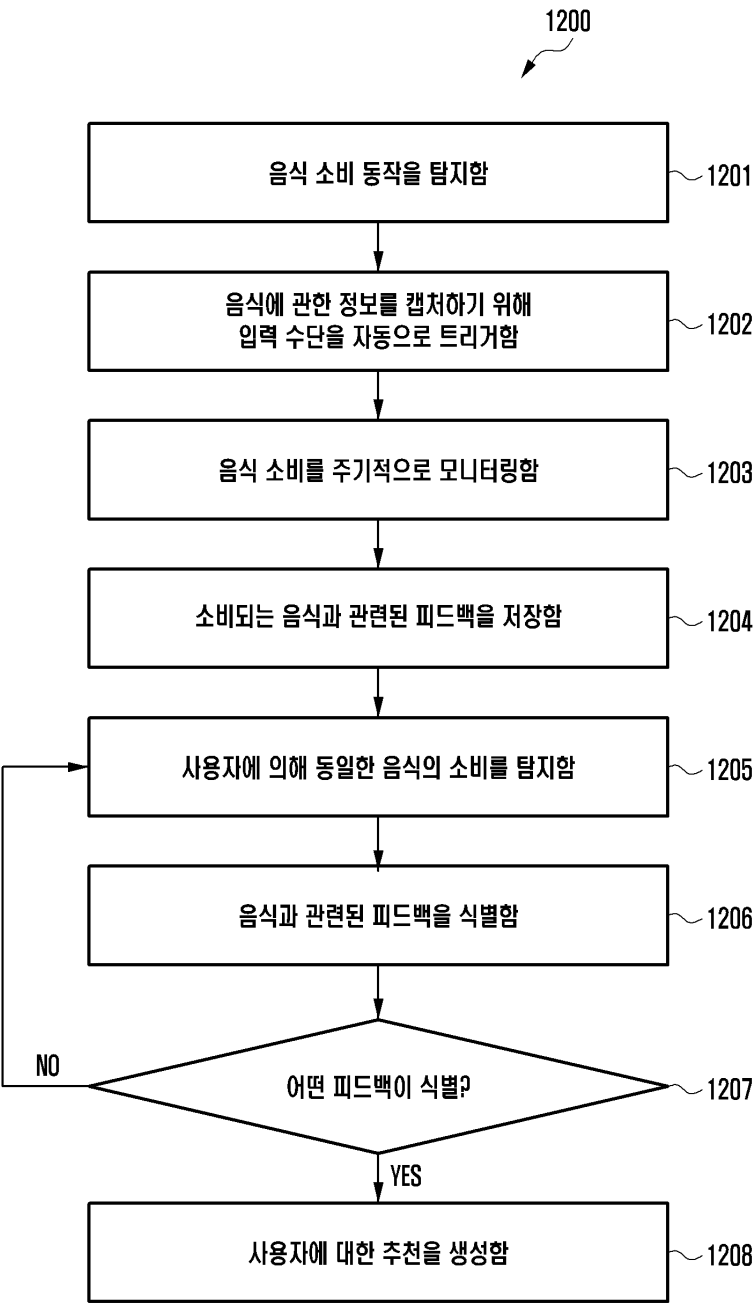 1200
음식 소비 동작을 탐지함
1201
음식에 관한 정보를 캡처하기 위해
입력 수단을 자동으로 트리거함
1202
음식 소비를 주기적으로 모니터링함
1203
소비되는 음식과 관련된 피드백을 저장함
1204
사용자에 의해 동일한 음식의 소비를 탐지함
1205
음식과 관련된 피드백을 식별함
1206
NO
어떤 피드백이 식별?
1207
YES
사용자에 대한 추천을 생성함
1208